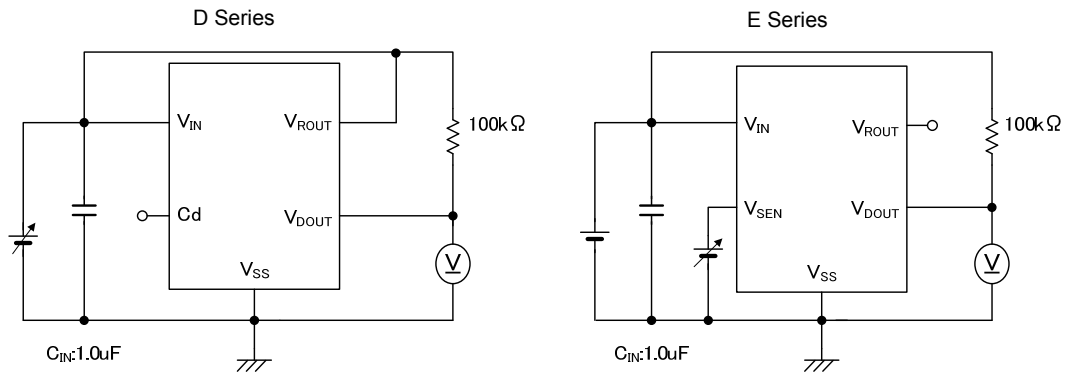 D Series
VIN
VROUT
100kΩ
Cd
VDOUT
V
VSS
CIN:1.0uF
E Series
VIN
VROUT
100kΩ
VSEN
VDOUT
V
VSS
CIN:1.0uF